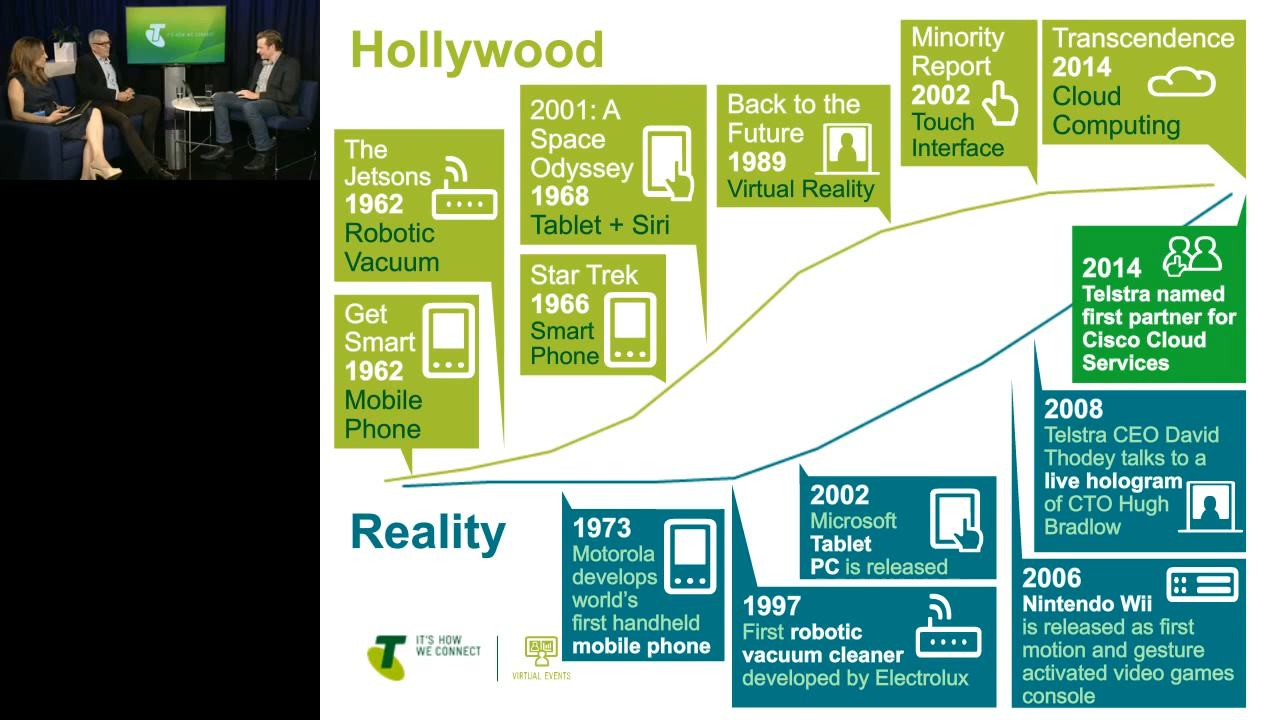 IT'S HOW WE CONNECT
Hollywood
The
Jetsons
1962
Robotic
Vacuum
Get
Smart
1962
Mobile
Phone
2001: A
Space
Odyssey
1968
Tablet + Siri
Star Trek
1966
Smart
Phone
Back to the
Future
1989
Virtual Reality
Minority
Report
2002
Touch
Interface
Transcendence
2014
Cloud
Computing
2014
Telstra named
first partner for
Cisco Cloud
Services
2008
Telstra CEO David
Thodey talks to a
live hologram
of CTO Hugh
Bradlow
Reality
1973
Motorola
develops
world's
first handheld
mobile phone
2002
Microsoft
Tablet
PC is released
1997
First robotic
vacuum cleaner
developed by Electrolux
2006
Nintendo Wii
is released as first
motion and gesture
activated video games
console
IT'S HOW
WE CONNECT
VIRTUAL EVENTS